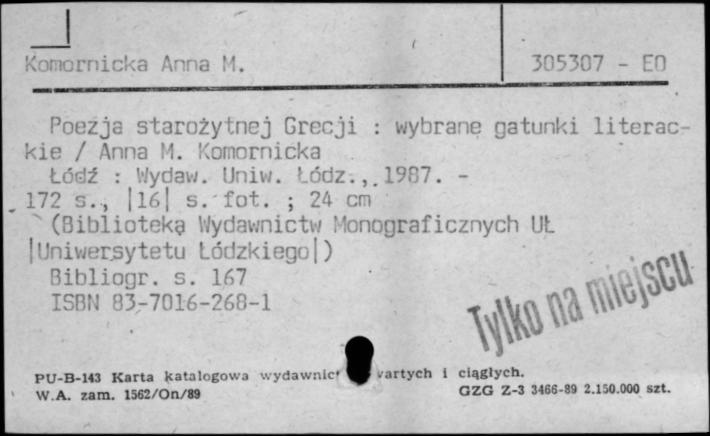 Komornicka Anna M.
305307 - EO
Poezja starożytnej Grecji : wybrane gatunki literac-
kie / Anna M. Komornicka
Łódź : Wydaw. Uniw. Łódz., 1987. -
172 s., |16| s. fot. ; 24 cm
(Biblioteka Wydawnictw Monograficznych UŁ
|Uniwersytetu Łódzkiego|)
Bibliogr. s. 167
ISBN 83-7016-268-1
Tylko na miejscu
PU-B-143 Karta katalogowa wydawnic wartych i ciągłych.
W.A. zam. 1562/On/89
GZG Z-3 3466-89 2.150.000 szt.